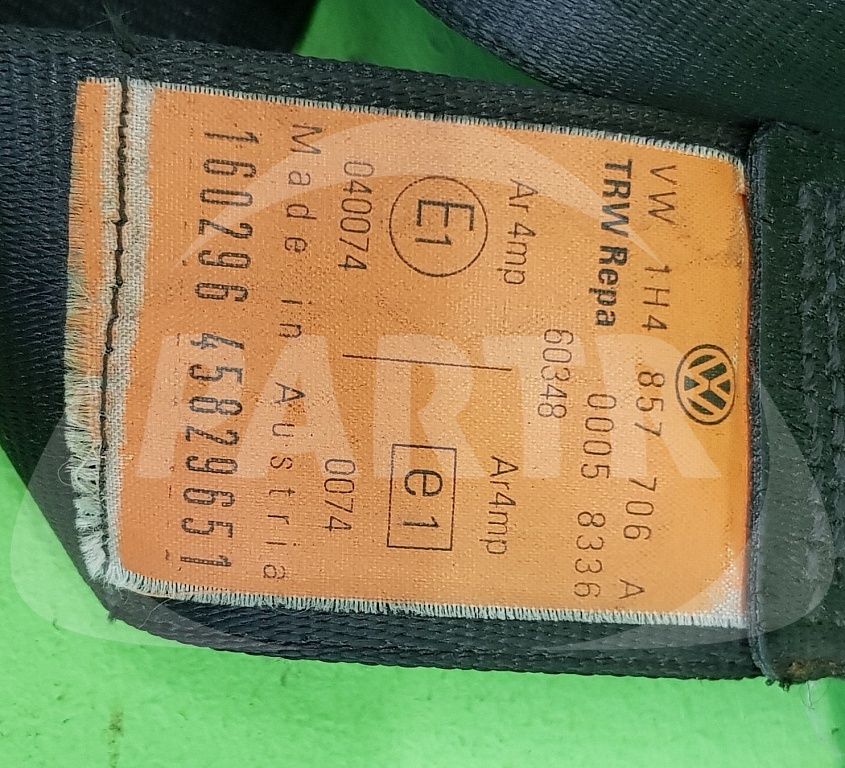 VW 1H4 857 706 A
TRW Repa 0005 8336
60348
Ar4mp Ar4mp
E1 e1
040074 0074
Made in Austria
160296 45829651
PARTR